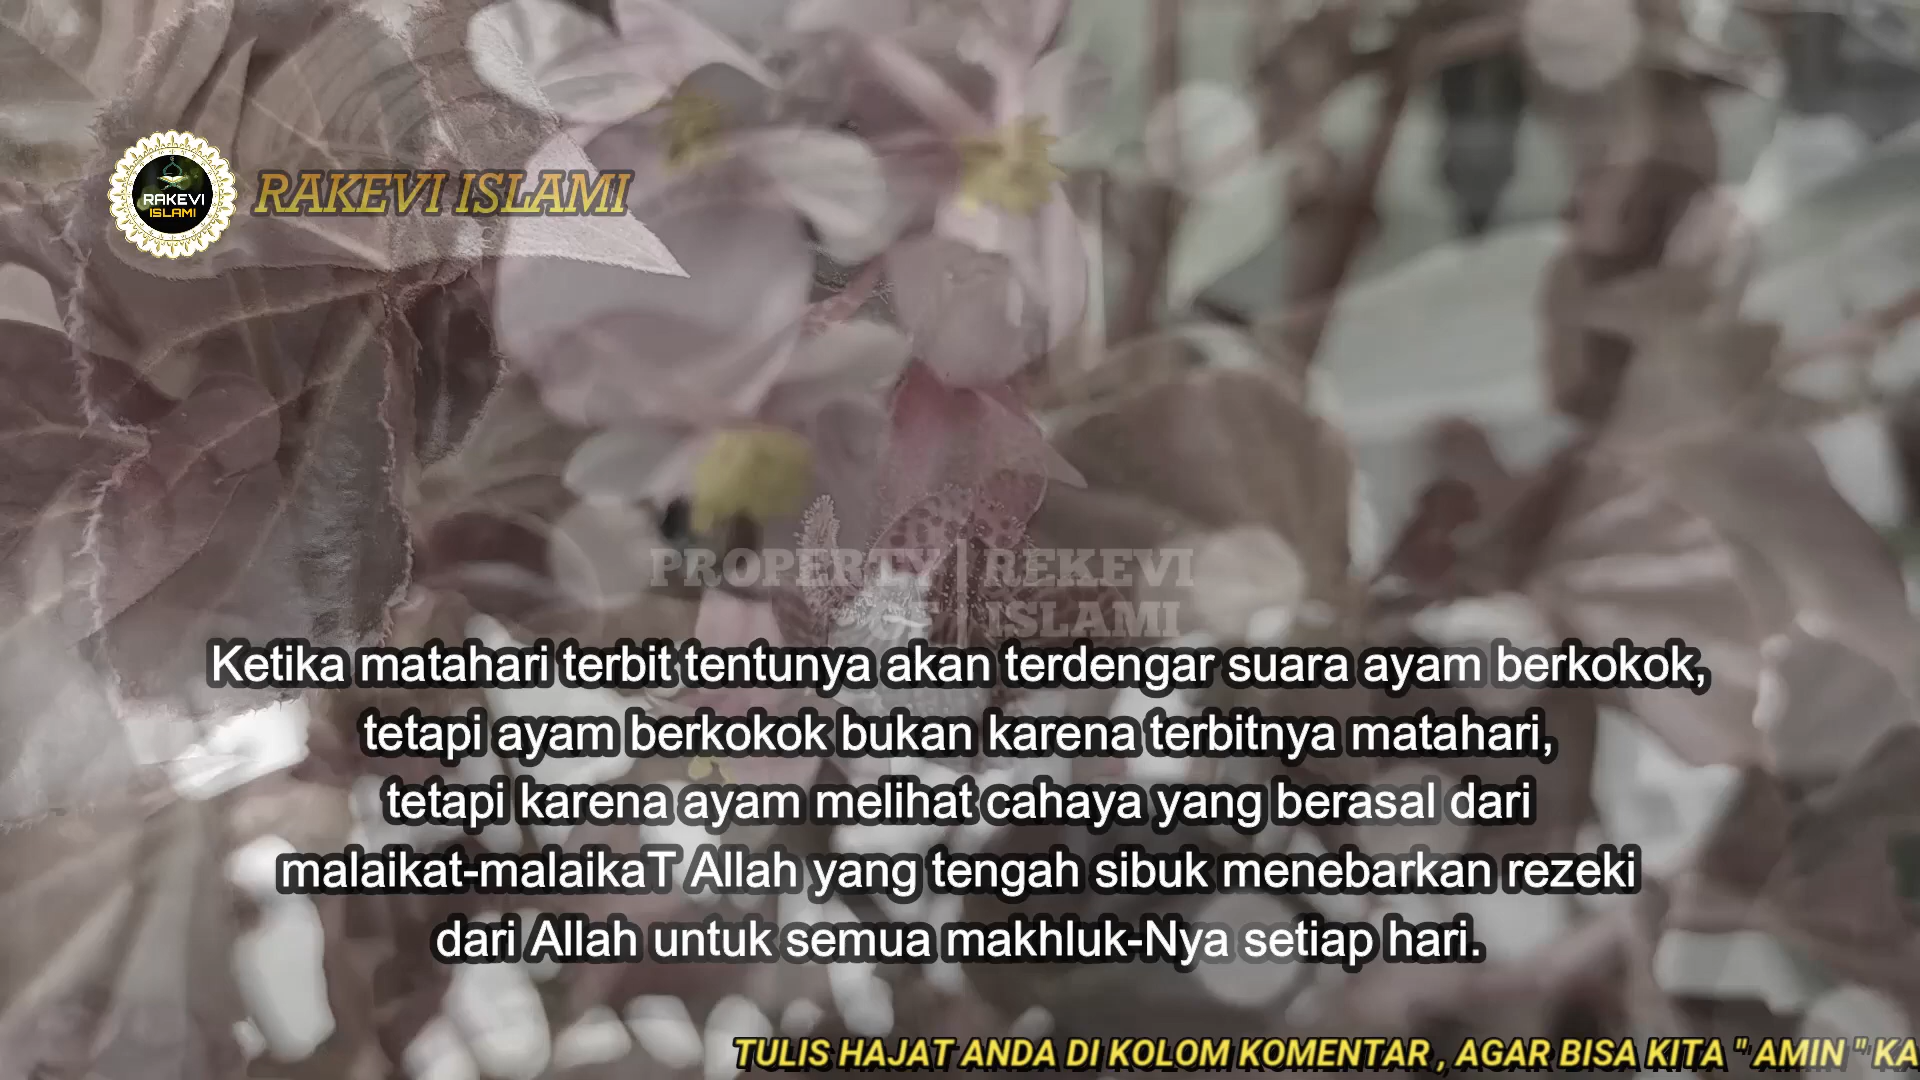 RAKEVI
ISLAMI
RAKEVI ISLAMI
PROPERTY | REKEVI
OF | ISLAMI
Ketika matahari terbit tentunya akan terdengar suara ayam berkokok,
tetapi ayam berkokok bukan karena terbitnya matahari,
tetapi karena ayam melihat cahaya yang berasal dari
malaikat-malaikaT Allah yang tengah sibuk menebarkan rezeki
dari Allah untuk semua makhluk-Nya setiap hari.
TULIS HAJAT ANDA DI KOLOM KOMENTAR , AGAR BISA KITA " AMIN " KA